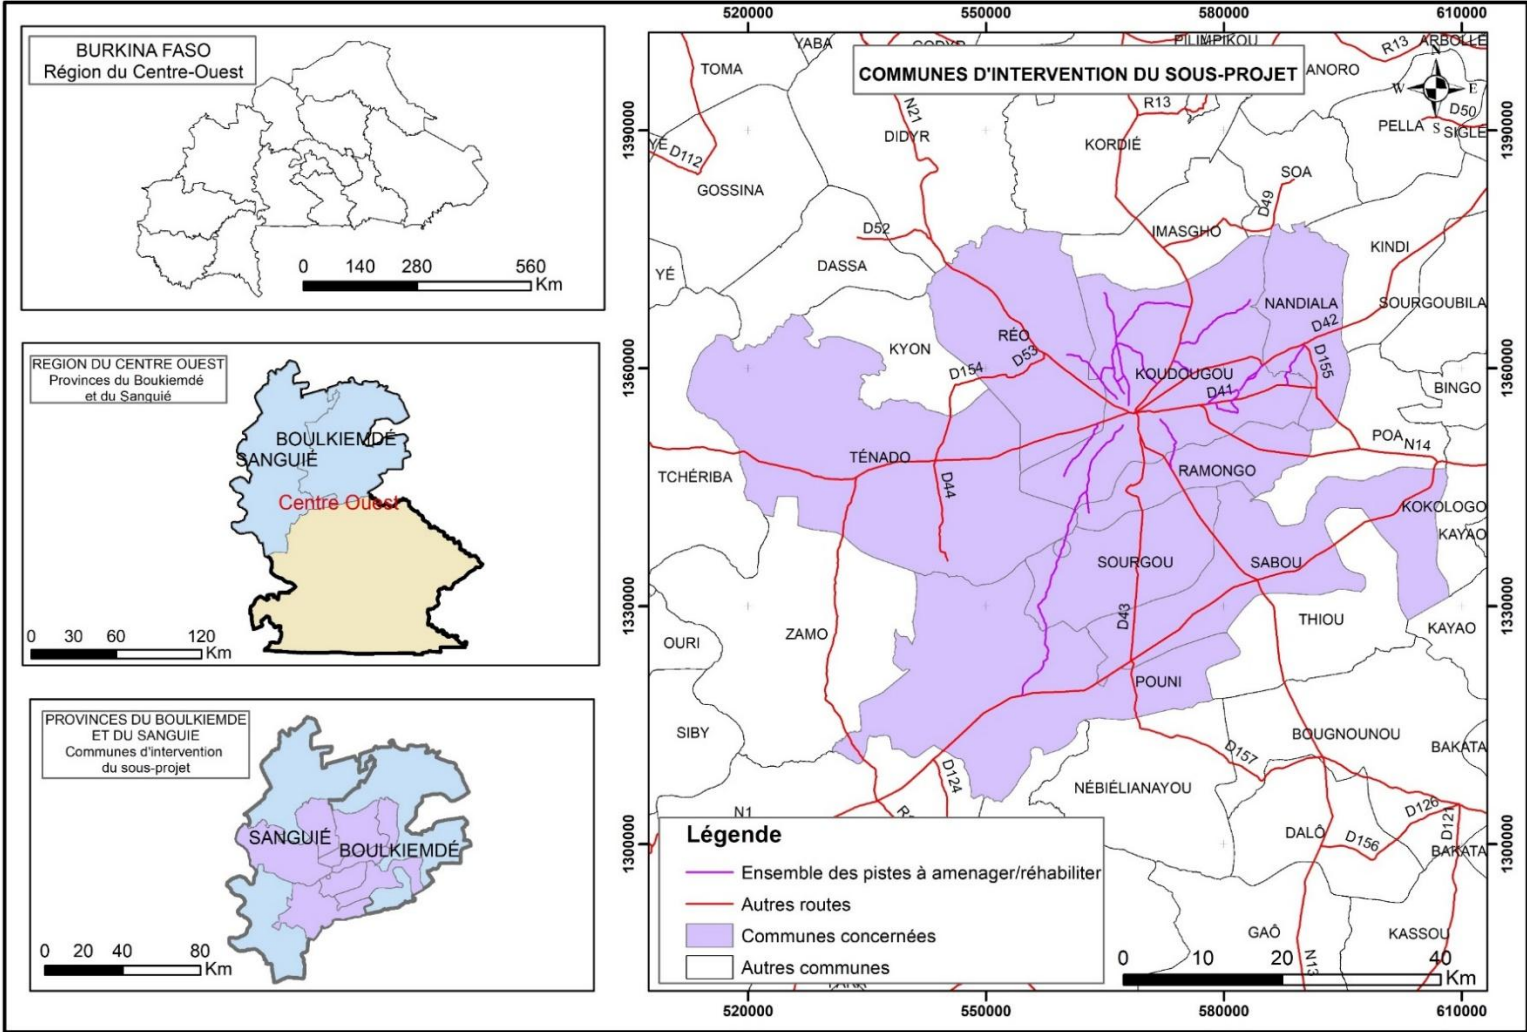 BURKINA FASO
Région du Centre-Ouest
0 140 280 560
Km
REGION DU CENTRE OUEST
Provinces du Boukiemdé
et du Sanguié
BOULKIEMDÉ
SANGUIÉ
Centre Ouest
0 30 60 120
Km
PROVINCES DU BOULKIEMDE
ET DU SANGUIE
Communes d'intervention
du sous-projet
SANGUIÉ
BOULKIEMDÉ
0 20 40 80
Km
520000 550000 580000 610000
COMMUNES D'INTERVENTION DU SOUS-PROJET
YABA
PILIMPIKOU
R13
ARBOLLÉ
TOMA
ANORO
N
W E
S
D50
N21
R13
1390000
1390000
DIDYR
KORDIÉ
PELLA
SIGLÉ
YÉ
D112
GOSSINA
SOA
D49
D52
IMASGHO
KINDI
YÉ
DASSA
NANDIALA
SOURGOUBILA
RÉO
D42
KYON
D53
D154
D155
1360000
1360000
KOUDOUGOU
BINGO
D41
POA
N14
TÉNADO
TCHÉRIBA
D44
RAMONGO
KOKOLOGO
KAYAO
SOURGOU
SABOU
1330000
1330000
D43
THIOU
KAYAO
ZAMO
OURI
POUNI
SIBY
BOUGNOUNOU
BAKATA
D157
D124
NÉBIÉLIANAYOU
N1
D126
D121
DALÔ
D156
BAKATA
1300000
1300000
GAÔ
KASSOU
N13
Légende
Ensemble des pistes à amenager/réhabiliter
Autres routes
Communes concernées
Autres communes
0 10 20 40
Km
520000 550000 580000 610000